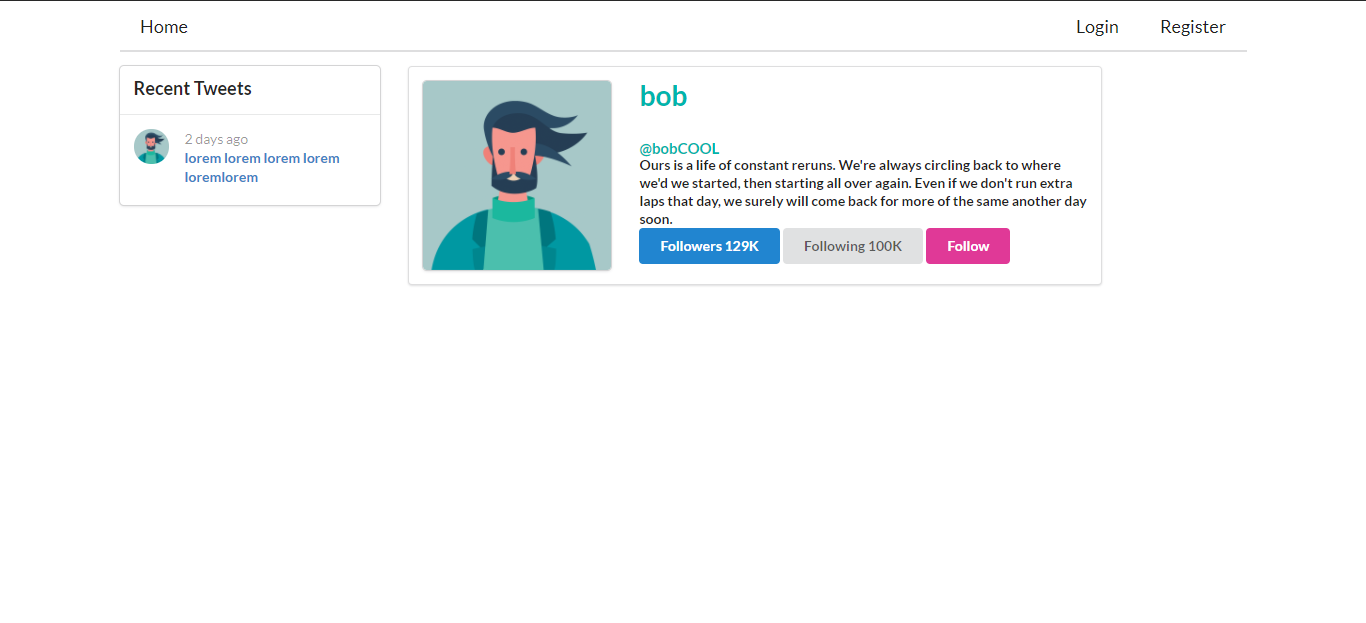 Home
Login
Register
Recent Tweets
2 days ago
lorem lorem lorem lorem
loremlorem
bob
@bobCOOL
Ours is a life of constant reruns. We're always circling back to where
we'd we started, then starting all over again. Even if we don't run extra
laps that day, we surely will come back for more of the same another day
soon.
Followers 129K
Following 100K
Follow